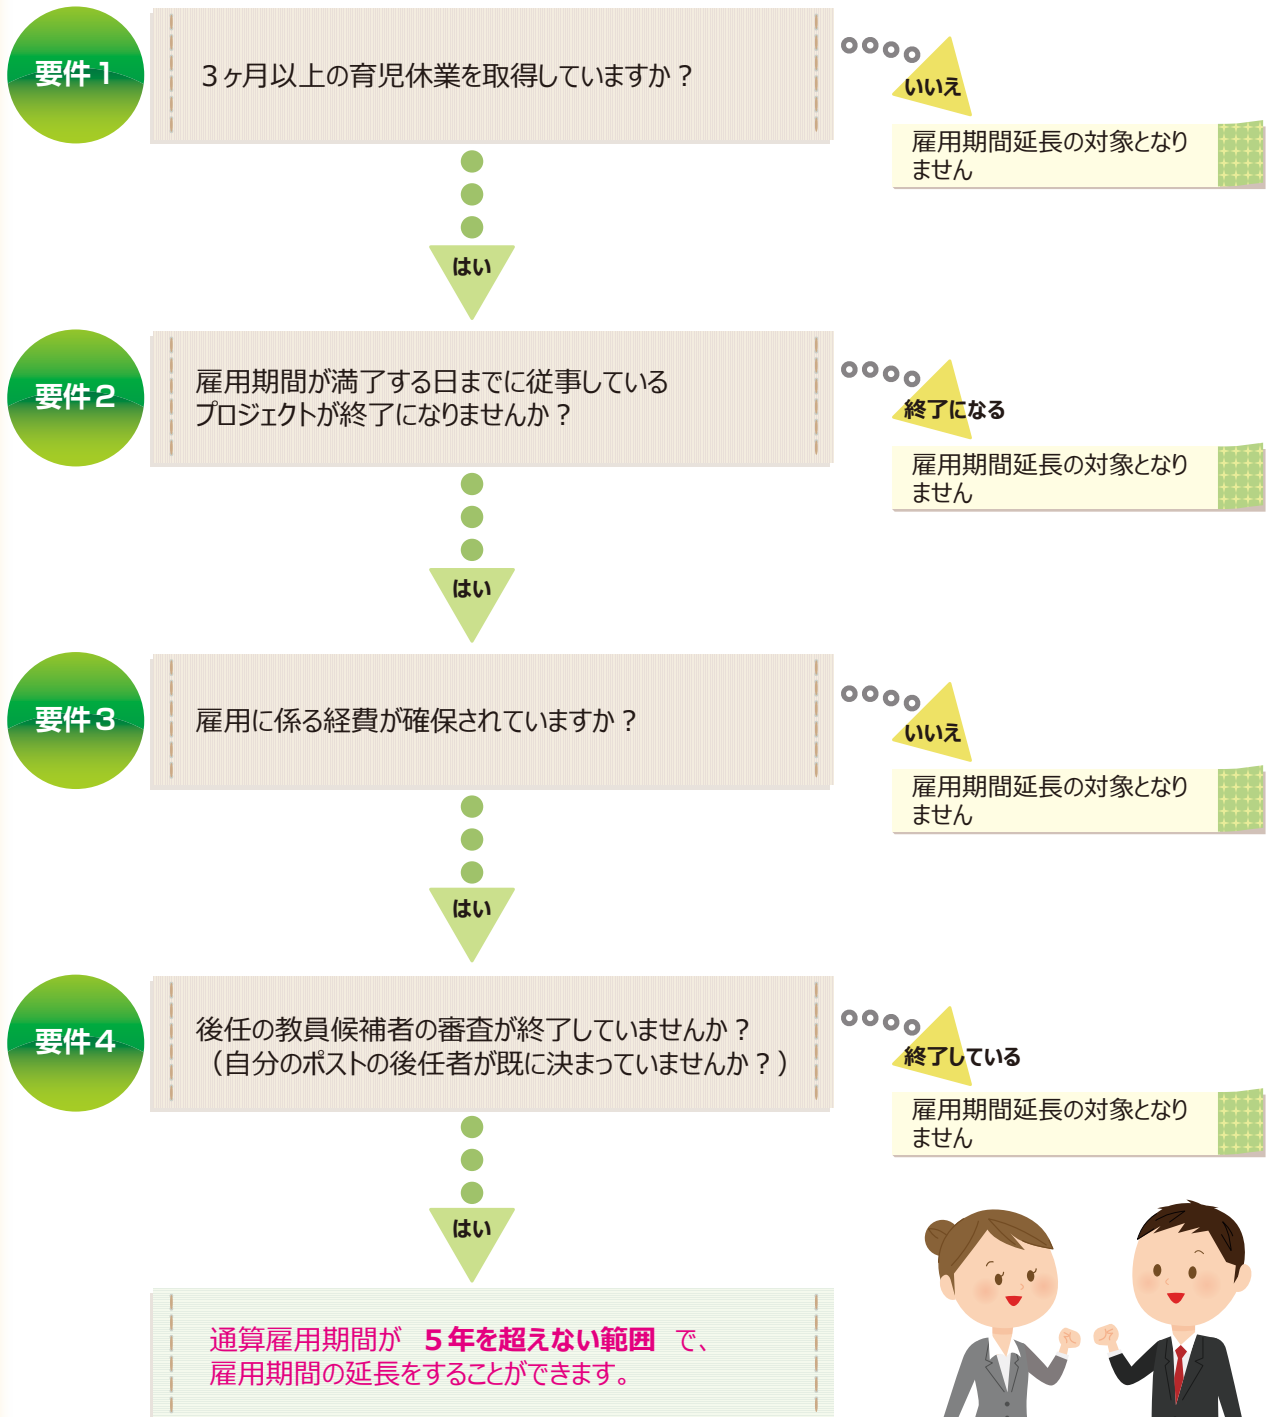 要件1
3ヶ月以上の育児休業を取得していますか？
いいえ
雇用期間延長の対象となり
ません
はい
要件2
雇用期間が満了する日までに従事している
プロジェクトが終了になりませんか？
終了になる
雇用期間延長の対象となり
ません
はい
要件3
雇用に係る経費が確保されていますか？
いいえ
雇用期間延長の対象となり
ません
はい
要件4
後任の教員候補者の審査が終了していませんか？
（自分のポストの後任者が既に決まっていませんか？）
終了している
雇用期間延長の対象となり
ません
はい
通算雇用期間が 5年を超えない範囲 で、
雇用期間の延長をすることができます。